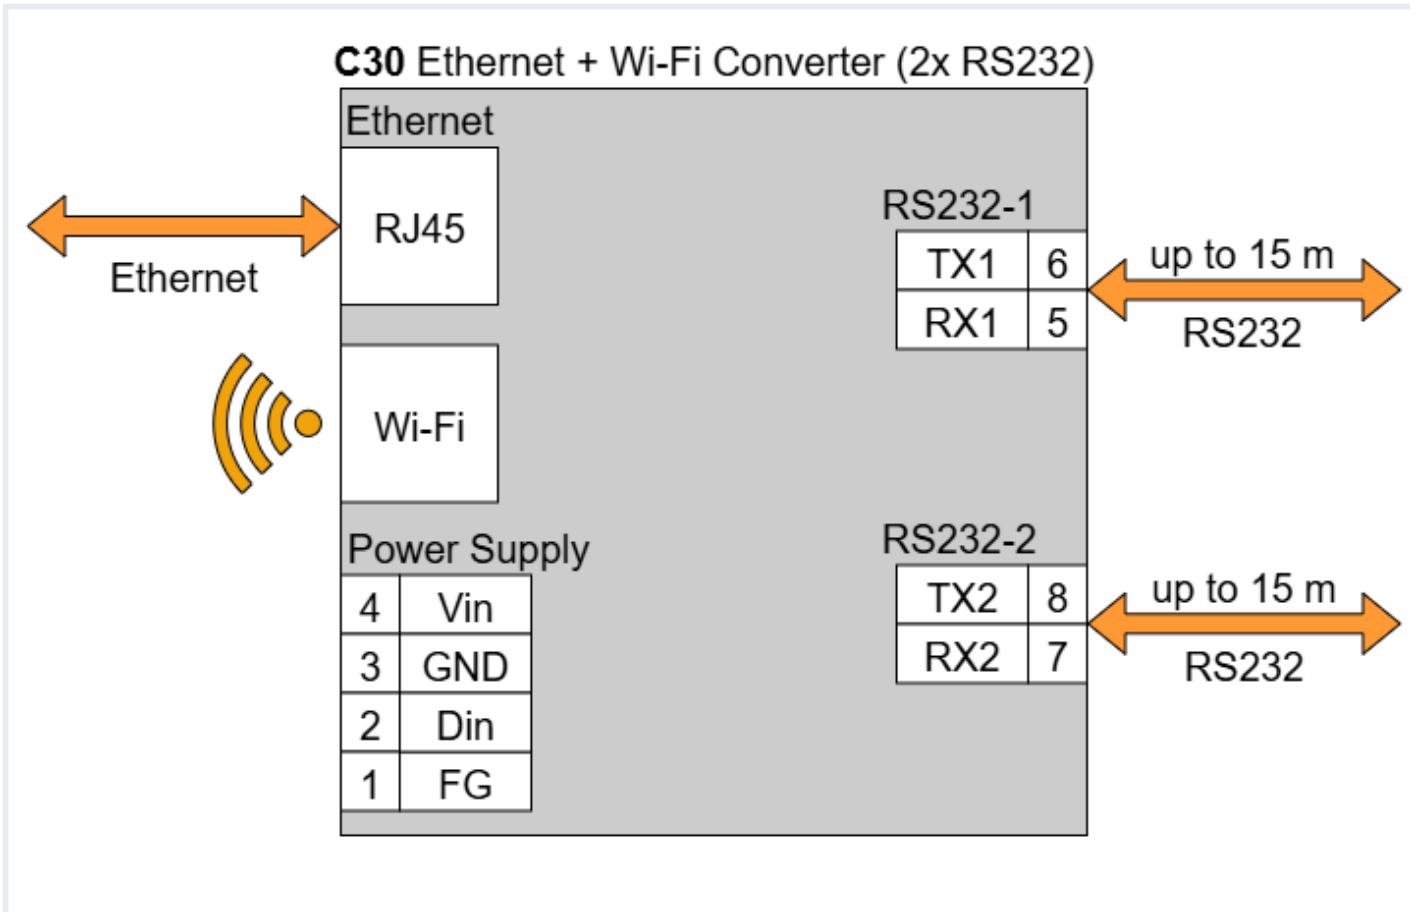 C30 Ethernet + Wi-Fi Converter (2x RS232)
Ethernet
RJ45
Ethernet
Wi-Fi
Power Supply
4 Vin
3 GND
2 Din
1 FG
RS232-1
TX1 6
RX1 5
up to 15 m
RS232
RS232-2
TX2 8
RX2 7
up to 15 m
RS232